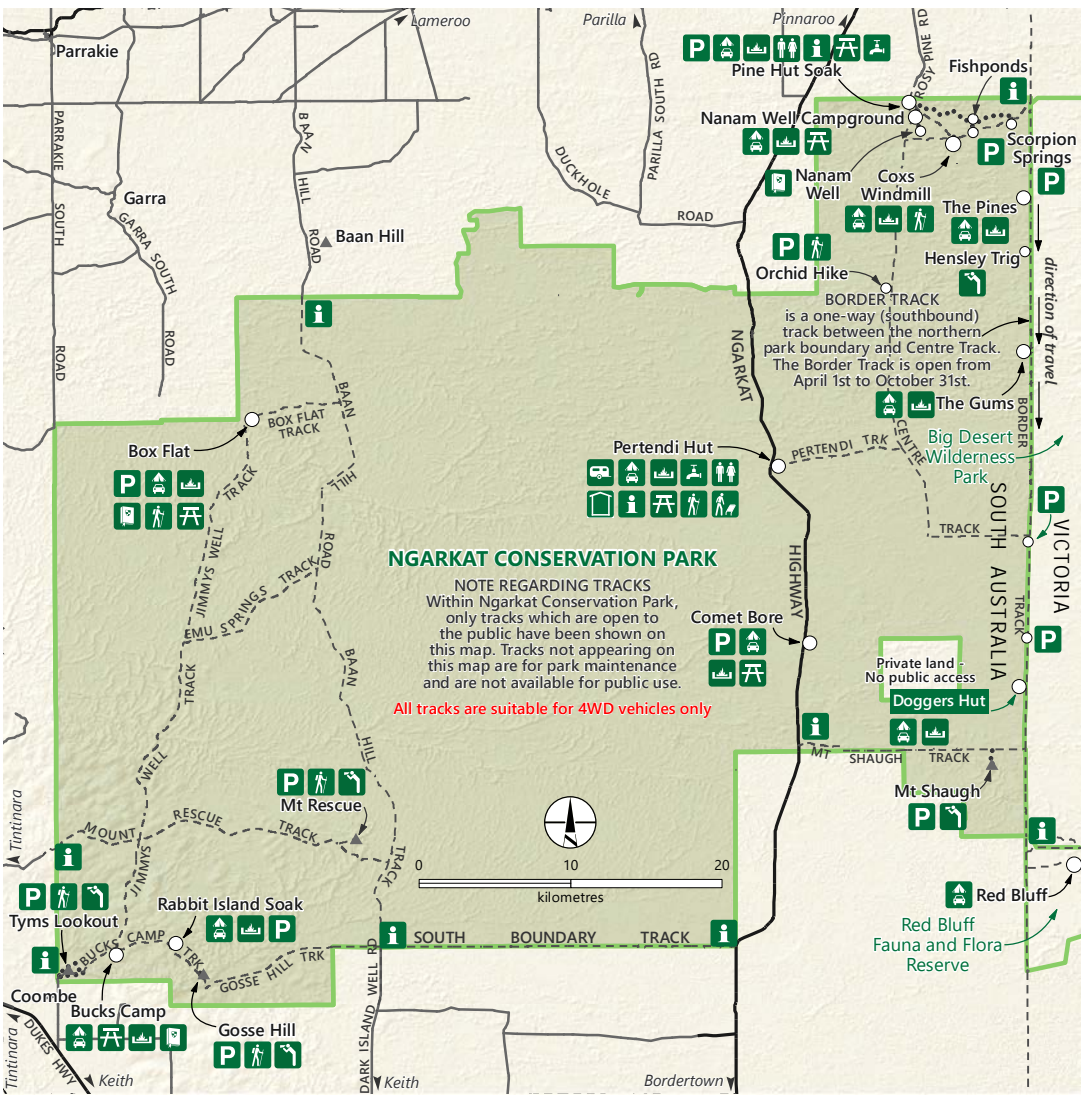 Lameroo
Parilla
Pinnaroo
Parrakie
PARRAKIE
SOUTH
ROAD
BAAN
HILL
ROAD
PARILLA SOUTH RD
ROSY PINE RD
P
i
Pine Hut Soak
Fishponds
i
Nanam Well Campground
Scorpion
Springs
P
P
DUCKHOLE
ROAD
Nanam
Well
Coxs
Windmill
The Pines
Garra
GARRA SOUTH
ROAD
Baan Hill
P
Orchid Hike
Hensley Trig
direction of travel
i
BORDER TRACK
is a one-way (southbound)
track between the northern
park boundary and Centre Track.
The Border Track is open from
April 1st to October 31st.
NGARKAT
The Gums
BORDER
BAAN
BOX FLAT
TRACK
Box Flat
P
HILL
ROAD
TRACK
JIMMYS WELL
Pertendi Hut
i
PERTENDI TRK
CENTRE
TRACK
Big Desert
Wilderness
Park
P
SOUTH AUSTRALIA
VICTORIA
NGARKAT CONSERVATION PARK
NOTE REGARDING TRACKS
Within Ngarkat Conservation Park,
only tracks which are open to
the public have been shown on
this map. Tracks not appearing on
this map are for park maintenance
and are not available for public use.
All tracks are suitable for 4WD vehicles only
HIGHWAY
EMU SPRINGS TRACK
TRACK
BAAN
HILL
TRACK
Comet Bore
P
TRACK
P
Private land -
No public access
Doggers Hut
i
MT SHAUGH TRACK
Mt Shaugh
P
i
WELL
JIMMYS
P
Mt Rescue
MOUNT RESCUE TRACK
Tintinara
i
0 10 20
kilometres
P
Tyms Lookout
Rabbit Island Soak
P
Red Bluff
Red Bluff
Fauna and Flora
Reserve
i
BUCKS CAMP
TRK
GOSSE HILL TRK
i
SOUTH BOUNDARY TRACK
i
Coombe
Bucks Camp
Gosse Hill
P
DARK ISLAND WELL RD
Tintinara
DUKES HWY
Keith
Keith
Bordertown